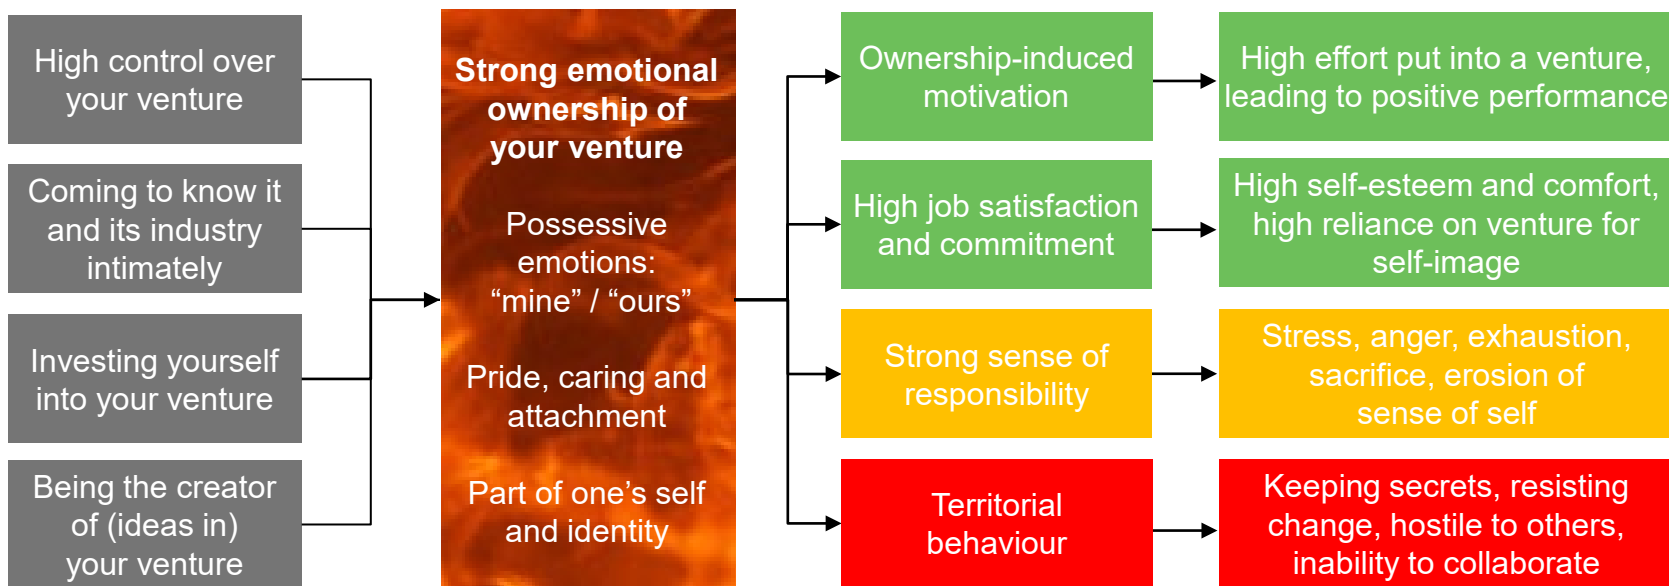 High control over
your venture
Coming to know it
and its industry
intimately
Investing yourself
into your venture
Being the creator
of (ideas in)
your venture
Strong emotional
ownership of
your venture
Possessive
emotions:
“mine” / “ours”
Pride, caring and
attachment
Part of one’s self
and identity
Ownership-induced
motivation
High effort put into a venture,
leading to positive performance
High job satisfaction
and commitment
High self-esteem and comfort,
high reliance on venture for
self-image
Strong sense of
responsibility
Stress, anger, exhaustion,
sacrifice, erosion of
sense of self
Territorial
behaviour
Keeping secrets, resisting
change, hostile to others,
inability to collaborate